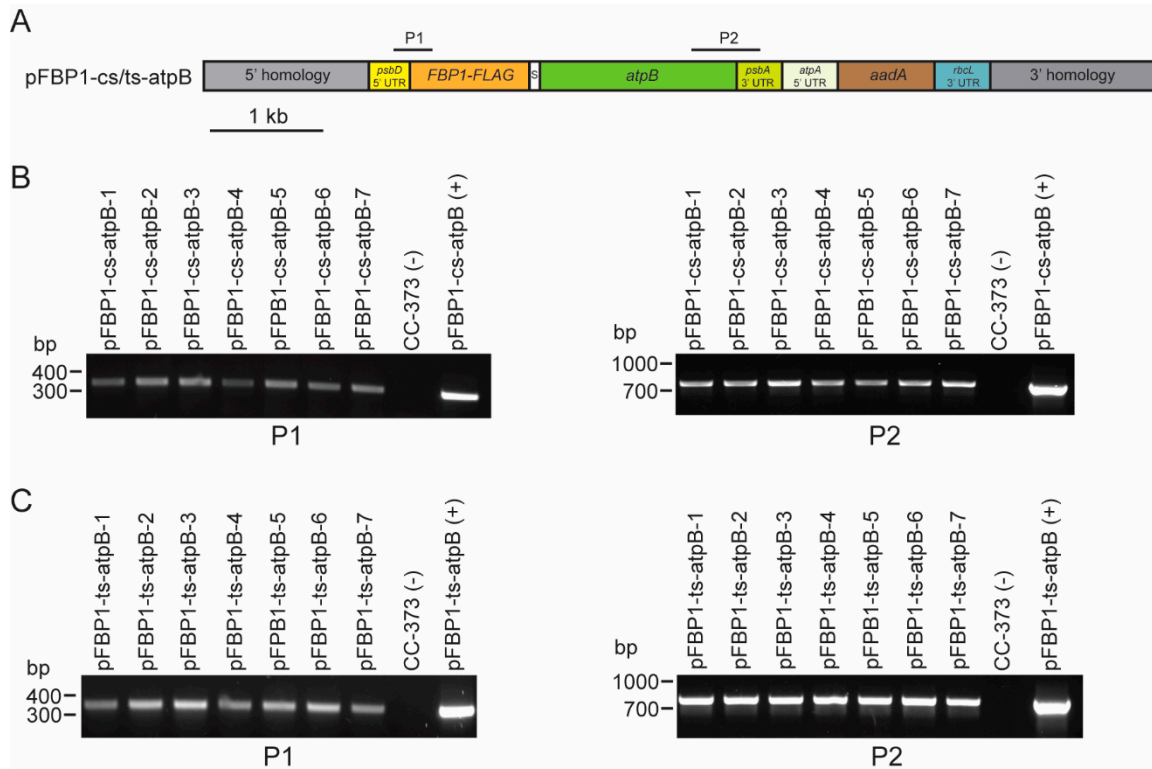 A
P1
P2
pFBP1-cs/ts-atpB
5' homology
psbD
5' UTR
FBP1-FLAG
S
atpB
psbA
3' UTR
atpA
5' UTR
aadA
rbcL
3' UTR
3' homology
1 kb
B
pFBP1-cs-atpB-1
pFBP1-cs-atpB-2
pFBP1-cs-atpB-3
pFBP1-cs-atpB-4
pFPB1-cs-atpB-5
pFBP1-cs-atpB-6
pFBP1-cs-atpB-7
CC-373 (-)
pFBP1-cs-atpB (+)
bp
400
300
P1
pFBP1-cs-atpB-1
pFBP1-cs-atpB-2
pFBP1-cs-atpB-3
pFBP1-cs-atpB-4
pFPB1-cs-atpB-5
pFBP1-cs-atpB-6
pFBP1-cs-atpB-7
CC-373 (-)
pFBP1-cs-atpB (+)
bp
1000
700
P2
C
pFBP1-ts-atpB-1
pFBP1-ts-atpB-2
pFBP1-ts-atpB-3
pFBP1-ts-atpB-4
pFPB1-ts-atpB-5
pFBP1-ts-atpB-6
pFBP1-ts-atpB-7
CC-373 (-)
pFBP1-ts-atpB (+)
bp
400
300
P1
pFBP1-ts-atpB-1
pFBP1-ts-atpB-2
pFBP1-ts-atpB-3
pFBP1-ts-atpB-4
pFPB1-ts-atpB-5
pFBP1-ts-atpB-6
pFBP1-ts-atpB-7
CC-373 (-)
pFBP1-ts-atpB (+)
bp
1000
700
P2